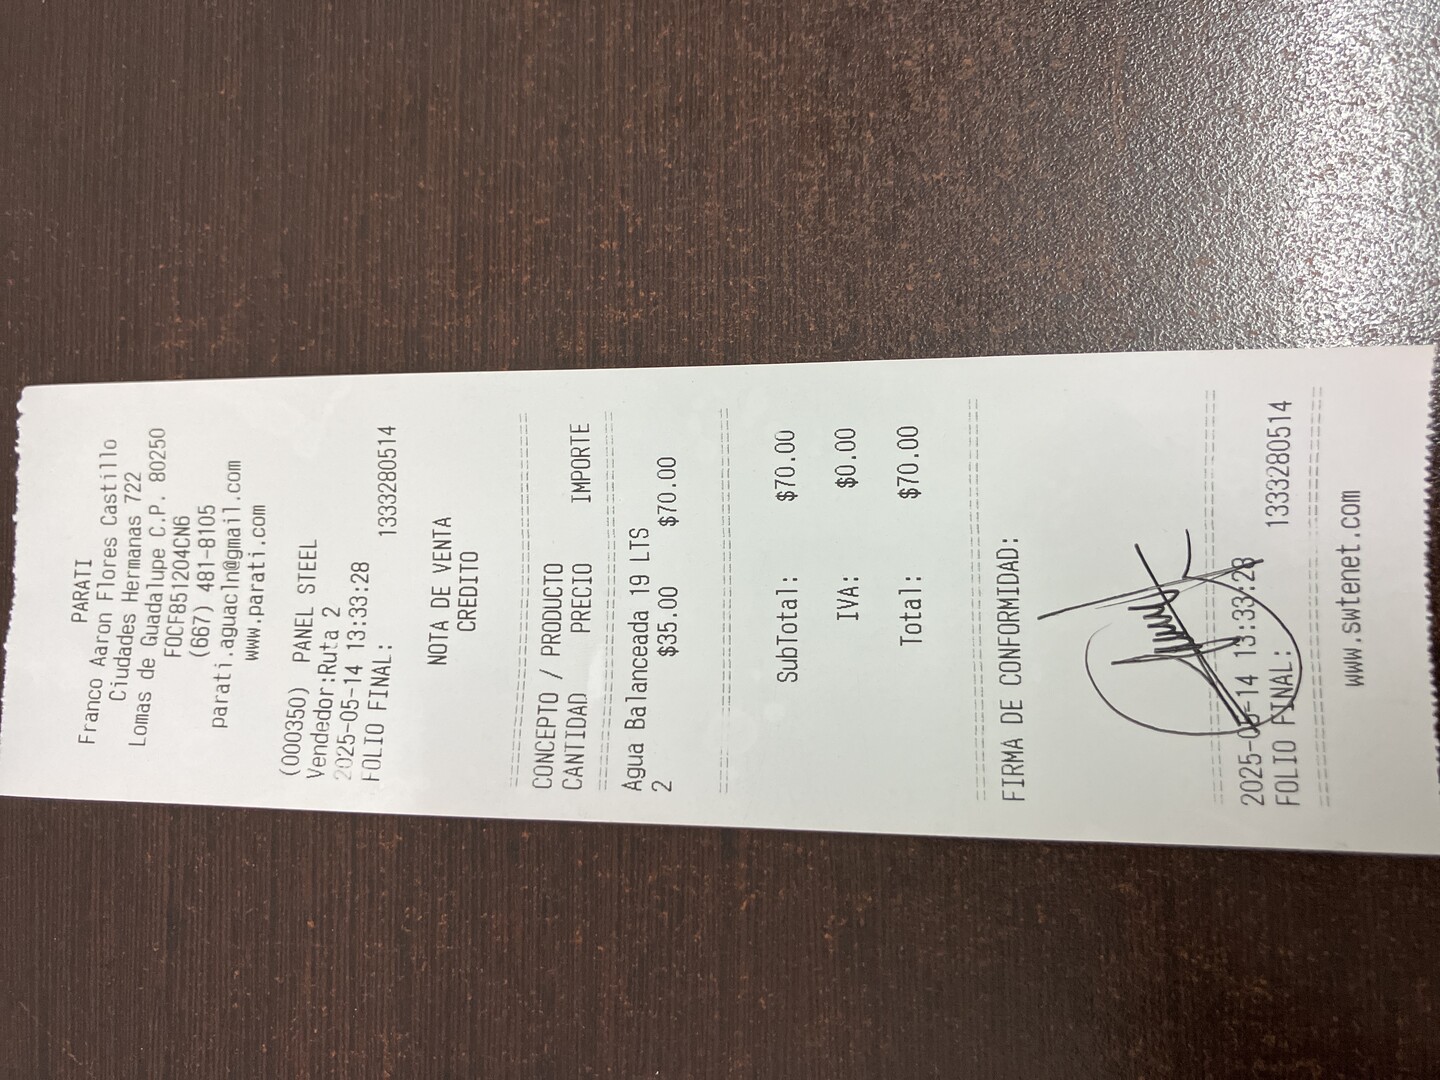 PARATI
Franco Aaron Flores Castillo
Ciudades Hermanas 722
Lomas de Guadalupe C.P. 80250
FOCF851204CN6
(667) 481-8105
parati.aguacln@gmail.com
www.parati.com
(000350) PANEL STEEL
Vendedor:Ruta 2
2025-05-14 13:33:28
FOLIO FINAL:
1333280514
NOTA DE VENTA
CREDITO
CONCEPTO / PRODUCTO
CANTIDAD PRECIO IMPORTE
Agua Balanceada 19 LTS
2 $35.00 $70.00
SubTotal: $70.00
IVA: $0.00
Total: $70.00
FIRMA DE CONFORMIDAD:
2025-05-14 13:33:28
FOLIO FINAL:
1333280514
www.swtenet.com